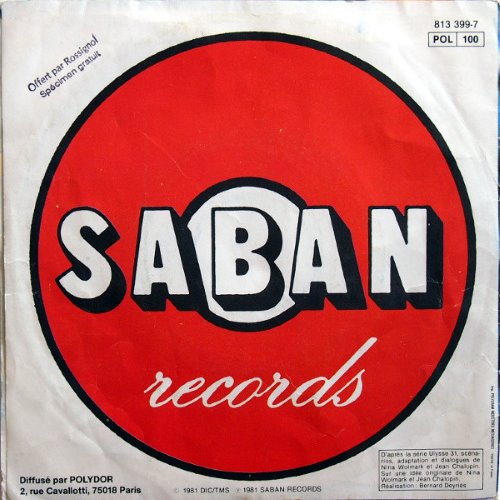 813 399-7
POL 100
Offert par Rossignol
Spécimen gratuit
SABAN
records
D'après la série Ulysse 31, scéna-
rios, adaptation et dialogues de
Nina Wolmark et Jean Chalopin.
Sur une idée originale de Nina
Wolmark et Jean Chalopin.
Réalisation : Bernard Deyriès
Diffusé par POLYDOR
2, rue Cavallotti, 75018 Paris
℗ 1981 DIC/TMS ℗ 1981 SABAN RECORDS